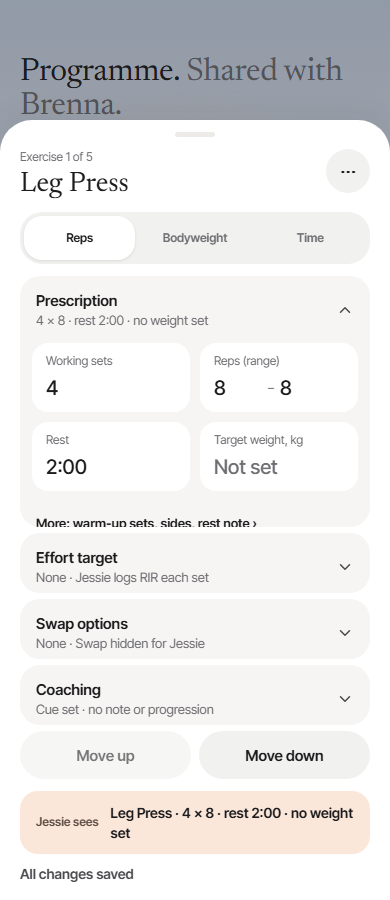 Programme. Shared with
Brenna.
Exercise 1 of 5
Leg Press
...
Reps
Bodyweight
Time
Prescription
4 × 8 · rest 2:00 · no weight set
Working sets
4
Reps (range)
8 - 8
Rest
2:00
Target weight, kg
Not set
More: warm-up sets, sides, rest note ›
Effort target
None · Jessie logs RIR each set
Swap options
None · Swap hidden for Jessie
Coaching
Cue set · no note or progression
Move up
Move down
Jessie sees
Leg Press · 4 × 8 · rest 2:00 · no weight
set
All changes saved